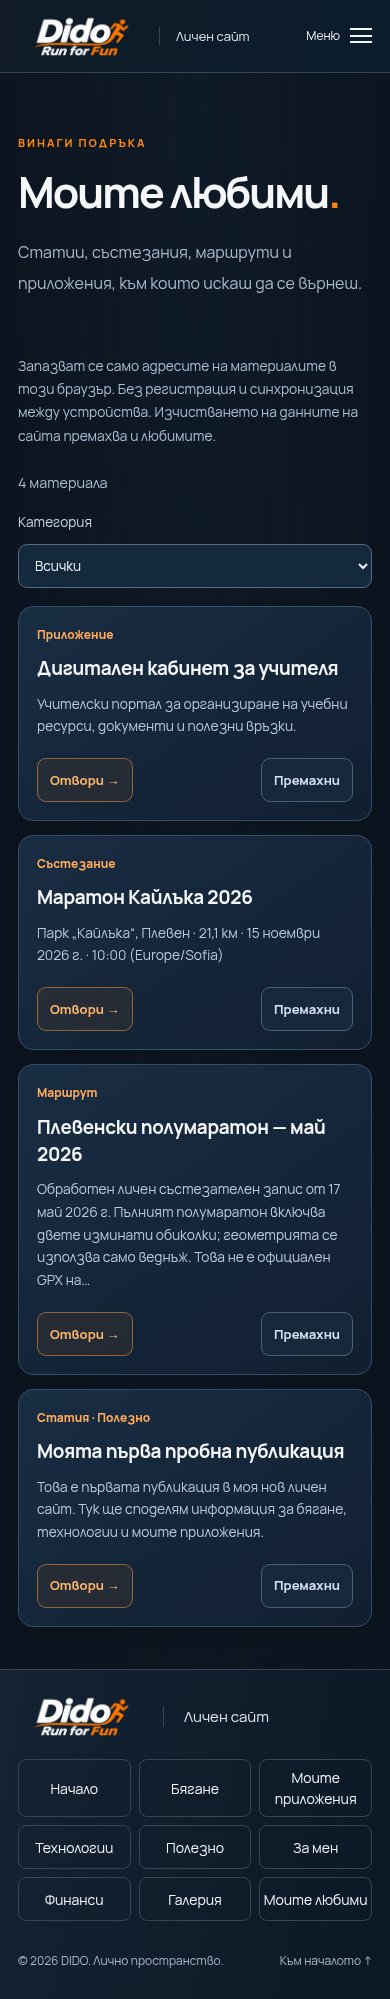 Dido
Run for Fun
Личен сайт
Меню
ВИНАГИ ПОДРЪКА
Моите любими.
Статии, състезания, маршрути и
приложения, към които искаш да се върнеш.
Запазват се само адресите на материалите в
този браузър. Без регистрация и синхронизация
между устройства. Изчистването на данните на
сайта премахва и любимите.
4 материала
Категория
Всички
Приложение
Дигитален кабинет за учителя
Учителски портал за организиране на учебни
ресурси, документи и полезни връзки.
Отвори →
Премахни
Състезание
Маратон Кайлъка 2026
Парк „Кайлъка“, Плевен · 21,1 км · 15 ноември
2026 г. · 10:00 (Europe/Sofia)
Отвори →
Премахни
Маршрут
Плевенски полумаратон — май
2026
Обработен личен състезателен запис от 17
май 2026 г. Пълният полумаратон включва
двете изминати обиколки; геометрията се
използва само веднъж. Това не е официален
GPX на…
Отвори →
Премахни
Статия · Полезно
Моята първа пробна публикация
Това е първата публикация в моя нов личен
сайт. Тук ще споделям информация за бягане,
технологии и моите приложения.
Отвори →
Премахни
Dido
Run for Fun
Личен сайт
Начало
Бягане
Моите
приложения
Технологии
Полезно
За мен
Финанси
Галерия
Моите любими
© 2026 DIDO. Лично пространство.
Към началото ↑